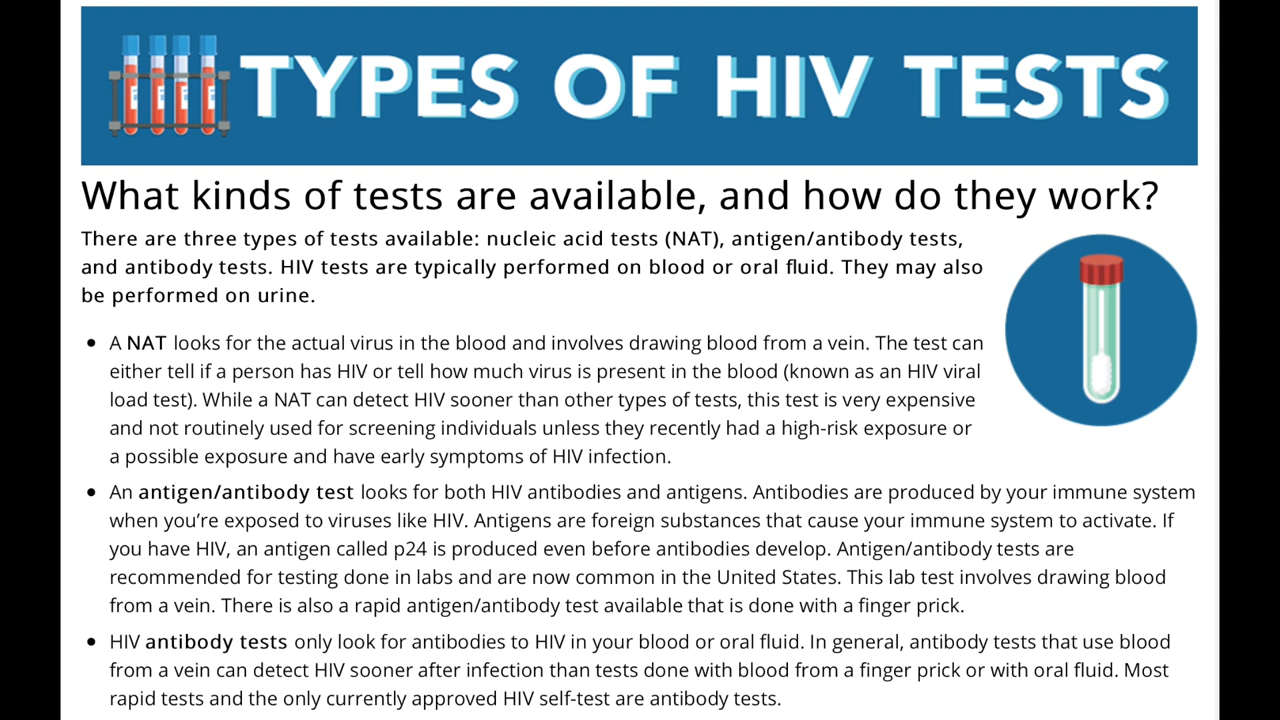 TYPES OF HIV TESTS
What kinds of tests are available, and how do they work?
There are three types of tests available: nucleic acid tests (NAT), antigen/antibody tests,
and antibody tests. HIV tests are typically performed on blood or oral fluid. They may also
be performed on urine.
• A NAT looks for the actual virus in the blood and involves drawing blood from a vein. The test can
either tell if a person has HIV or tell how much virus is present in the blood (known as an HIV viral
load test). While a NAT can detect HIV sooner than other types of tests, this test is very expensive
and not routinely used for screening individuals unless they recently had a high-risk exposure or
a possible exposure and have early symptoms of HIV infection.
• An antigen/antibody test looks for both HIV antibodies and antigens. Antibodies are produced by your immune system
when you’re exposed to viruses like HIV. Antigens are foreign substances that cause your immune system to activate. If
you have HIV, an antigen called p24 is produced even before antibodies develop. Antigen/antibody tests are
recommended for testing done in labs and are now common in the United States. This lab test involves drawing blood
from a vein. There is also a rapid antigen/antibody test available that is done with a finger prick.
• HIV antibody tests only look for antibodies to HIV in your blood or oral fluid. In general, antibody tests that use blood
from a vein can detect HIV sooner after infection than tests done with blood from a finger prick or with oral fluid. Most
rapid tests and the only currently approved HIV self-test are antibody tests.